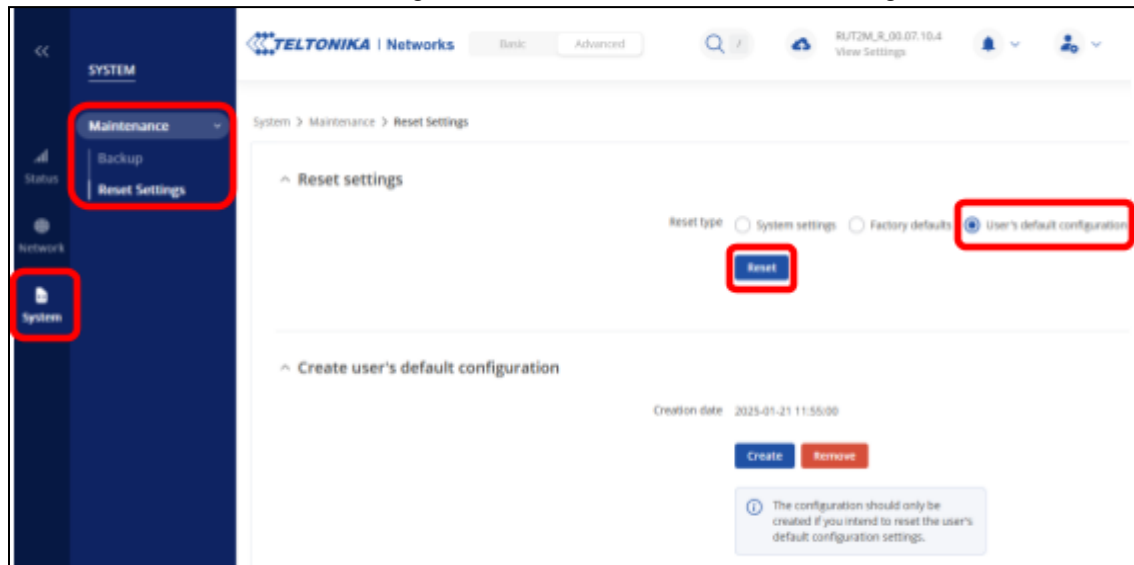 <<
TELTONIKA | Networks
Basic
Advanced
/
RUT2M_R_00.07.10.4
View Settings
SYSTEM
Maintenance
System > Maintenance > Reset Settings
Backup
Status
Reset Settings
^ Reset settings
Reset type
System settings
Factory defaults
User's default configuration
Network
Reset
System
^ Create user's default configuration
Creation date 2025-01-21 11:55:00
Create
Remove
The configuration should only be
created if you intend to reset the user's
default configuration settings.